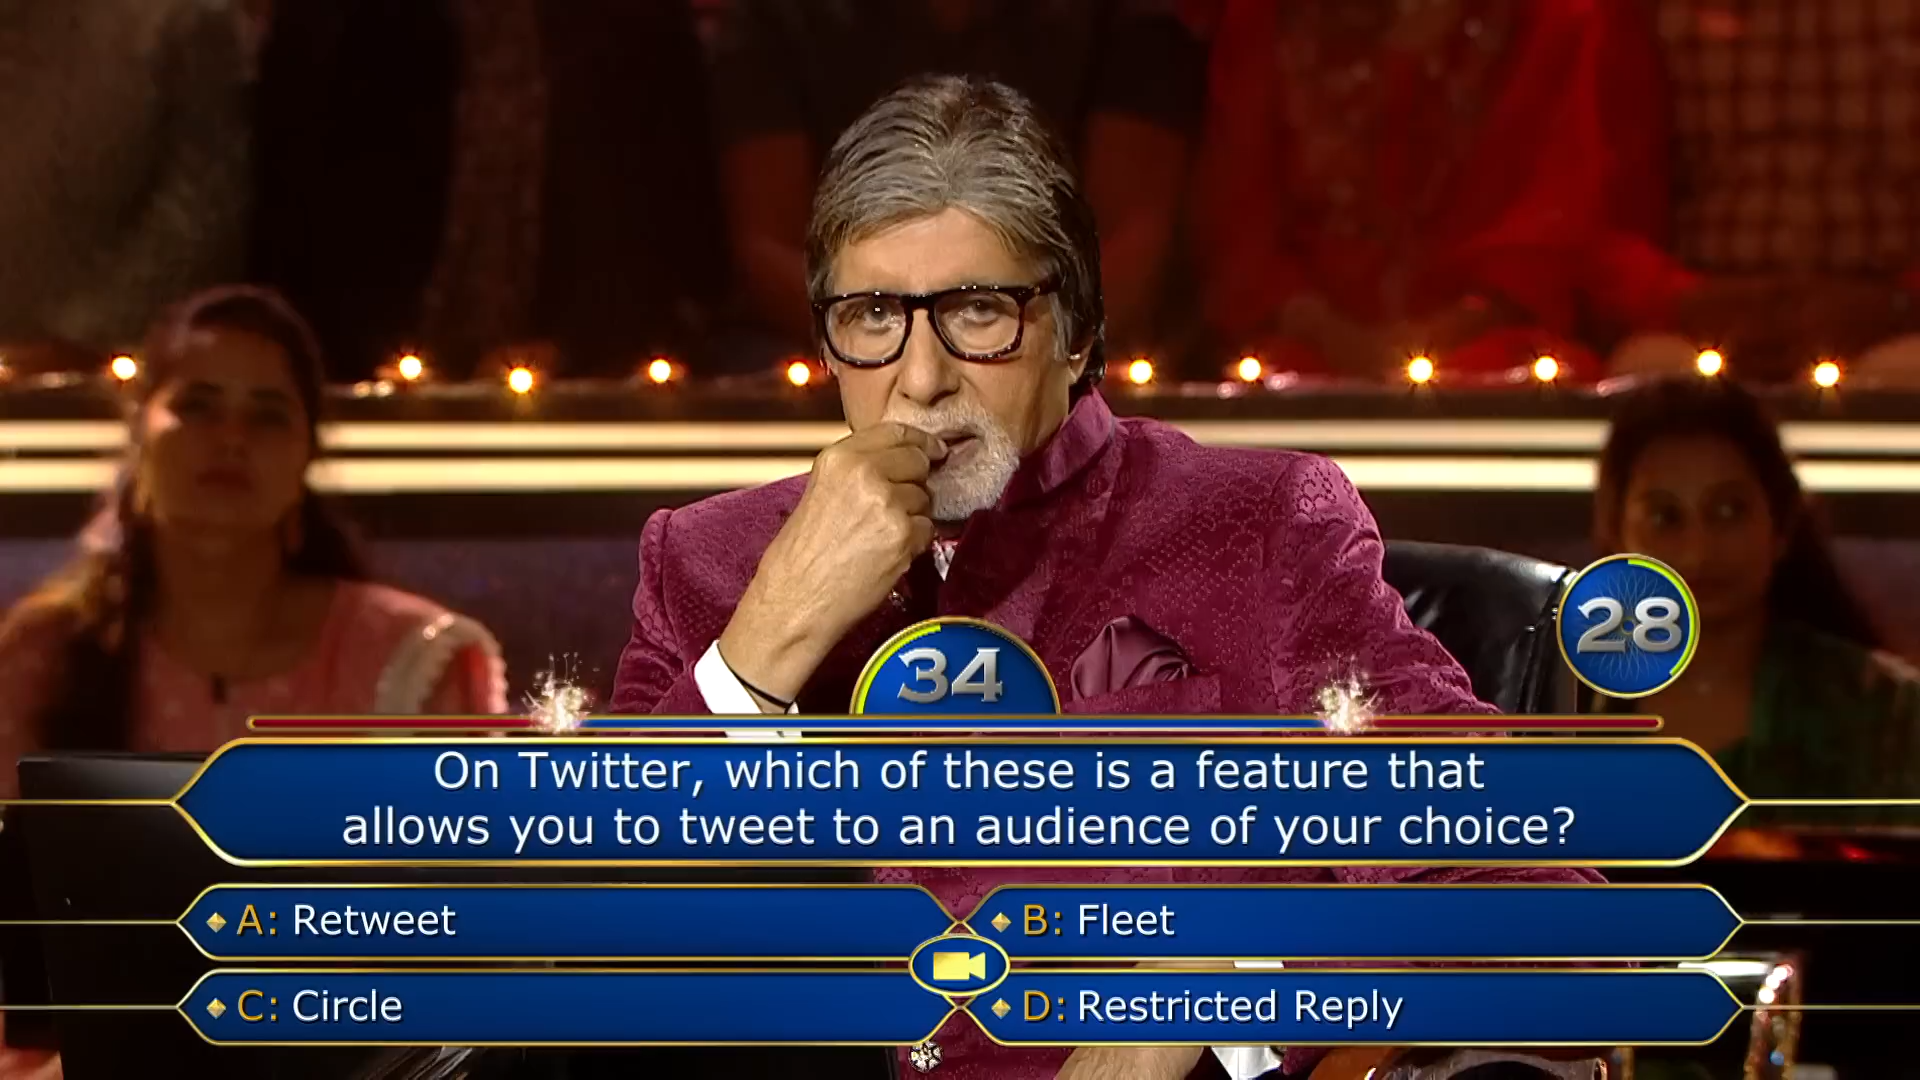 28
34
On Twitter, which of these is a feature that
allows you to tweet to an audience of your choice?
A: Retweet
B: Fleet
C: Circle
D: Restricted Reply